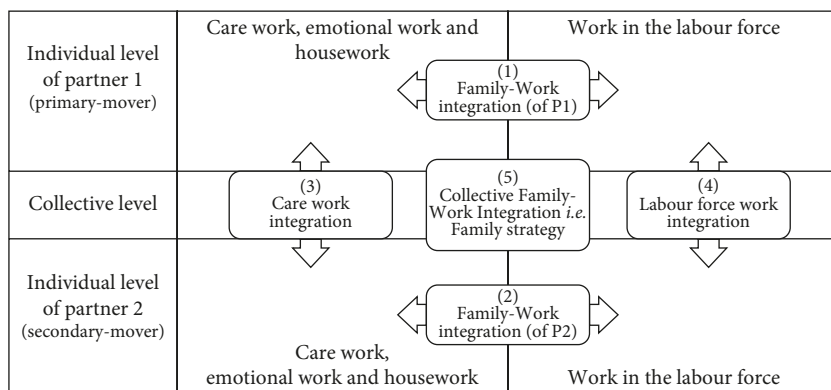 Care work, emotional work and
housework
Work in the labour force
Individual level
of partner 1
(primary-mover)
(1)
Family-Work
integration (of P1)
Collective level
(3)
Care work
integration
(5)
Collective Family-
Work Integration i.e.
Family strategy
(4)
Labour force work
integration
Individual level
of partner 2
(secondary-mover)
(2)
Family-Work
integration (of P2)
Care work,
emotional work and housework
Work in the labour force